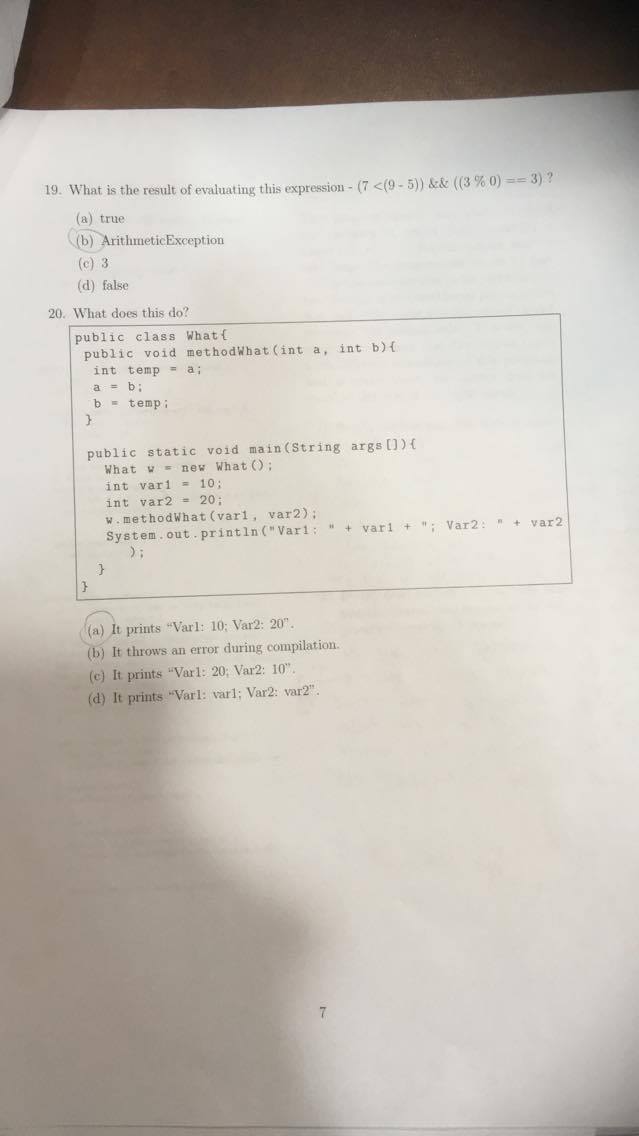 19. What is the result of evaluating this expression - (7 <(9 - 5)) && ((3 % 0) == 3) ?
(a) true
(b) ArithmeticException
(c) 3
(d) false
20. What does this do?
public class What{
public void methodWhat(int a, int b){
int temp = a;
a = b;
b = temp;
}
public static void main(String args[]){
What w = new What();
int var1 = 10;
int var2 = 20;
w.methodWhat(var1, var2);
System.out.println("Var1: " + var1 + "; Var2: " + var2
);
}
}
(a) It prints “Var1: 10; Var2: 20”.
(b) It throws an error during compilation.
(c) It prints “Var1: 20; Var2: 10”.
(d) It prints “Var1: var1; Var2: var2”.
7